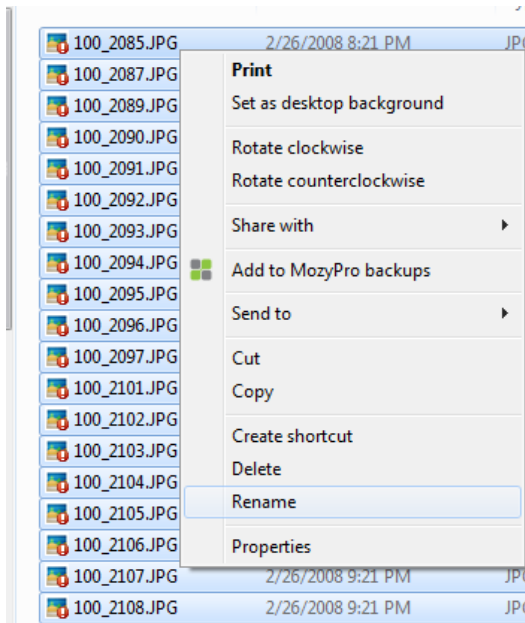 100_2085.JPG 2/26/2008 8:21 PM
100_2087.JPG
100_2089.JPG
100_2090.JPG
100_2091.JPG
100_2092.JPG
100_2093.JPG
100_2094.JPG
100_2095.JPG
100_2096.JPG
100_2097.JPG
100_2101.JPG
100_2102.JPG
100_2103.JPG
100_2104.JPG
100_2105.JPG
100_2106.JPG
100_2107.JPG 2/26/2008 9:21 PM
100_2108.JPG 2/26/2008 9:21 PM
Print
Set as desktop background
Rotate clockwise
Rotate counterclockwise
Share with
Add to MozyPro backups
Send to
Cut
Copy
Create shortcut
Delete
Rename
Properties